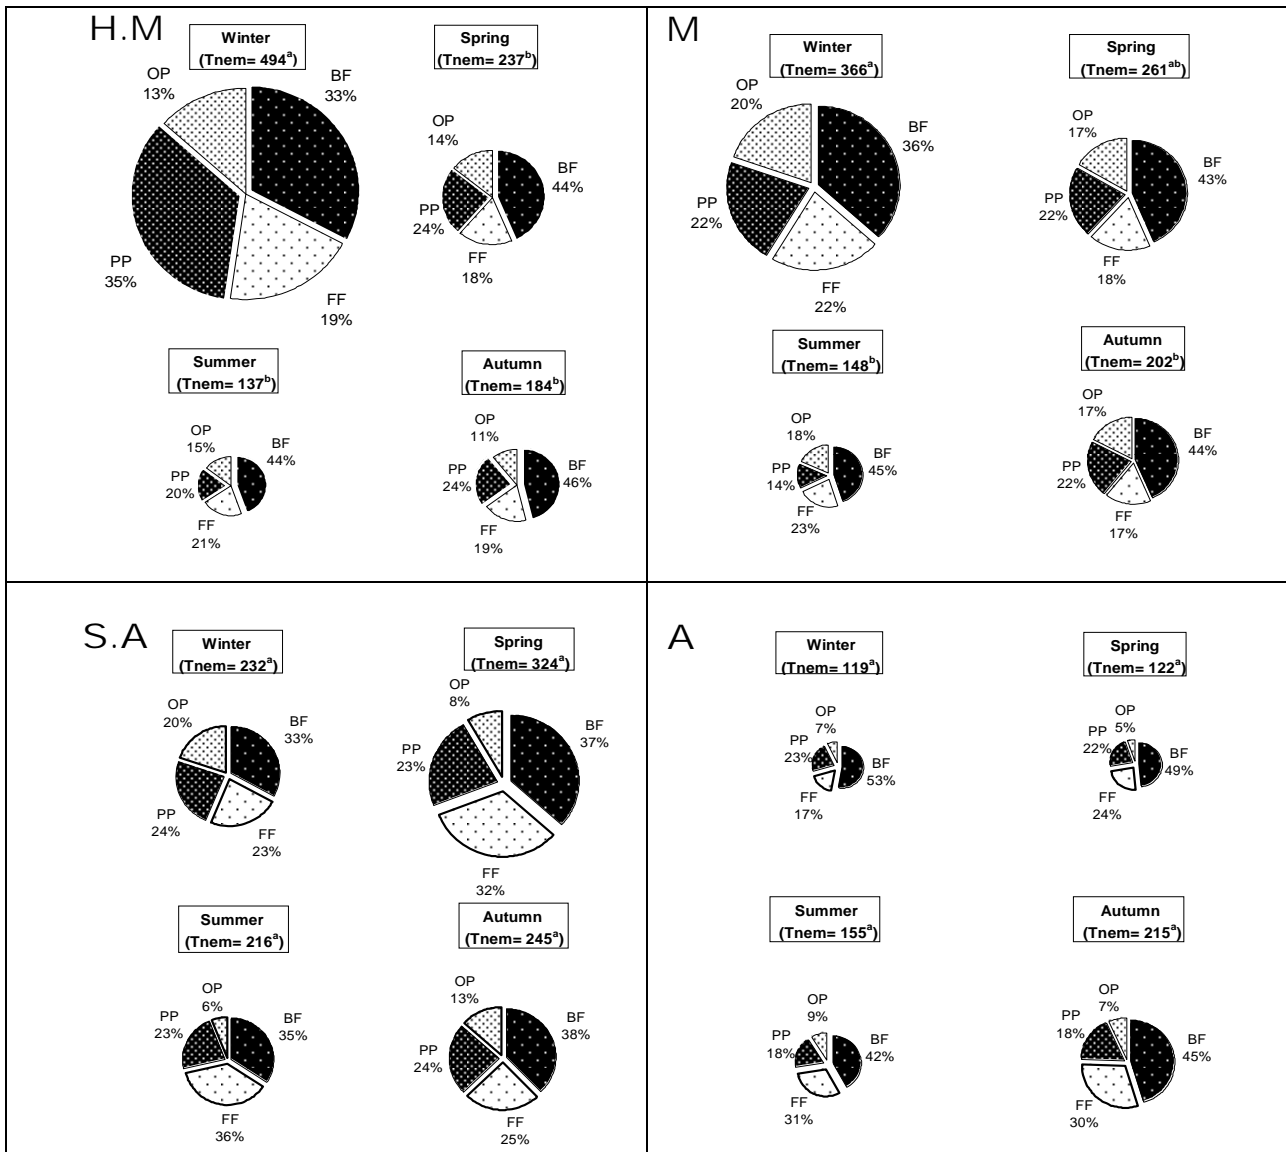 H.M
Winter
(Tnem= 494a)
OP
13%
BF
33%
PP
35%
FF
19%
Spring
(Tnem= 237b)
OP
14%
BF
44%
PP
24%
FF
18%
Summer
(Tnem= 137b)
OP
15%
BF
44%
PP
20%
FF
21%
Autumn
(Tnem= 184b)
OP
11%
BF
46%
PP
24%
FF
19%
M
Winter
(Tnem= 366a)
OP
20%
BF
36%
PP
22%
FF
22%
Spring
(Tnem= 261ab)
OP
17%
BF
43%
PP
22%
FF
18%
Summer
(Tnem= 148b)
OP
18%
BF
45%
PP
14%
FF
23%
Autumn
(Tnem= 202b)
OP
17%
BF
44%
PP
22%
FF
17%
S.A
Winter
(Tnem= 232a)
OP
20%
BF
33%
PP
24%
FF
23%
Spring
(Tnem= 324a)
OP
8%
BF
37%
PP
23%
FF
32%
Summer
(Tnem= 216a)
OP
6%
BF
35%
PP
23%
FF
36%
Autumn
(Tnem= 245a)
OP
13%
BF
38%
PP
24%
FF
25%
A
Winter
(Tnem= 119a)
OP
7%
BF
53%
PP
23%
FF
17%
Spring
(Tnem= 122a)
OP
5%
BF
49%
PP
22%
FF
24%
Summer
(Tnem= 155a)
OP
9%
BF
42%
PP
18%
FF
31%
Autumn
(Tnem= 215a)
OP
7%
BF
45%
PP
18%
FF
30%